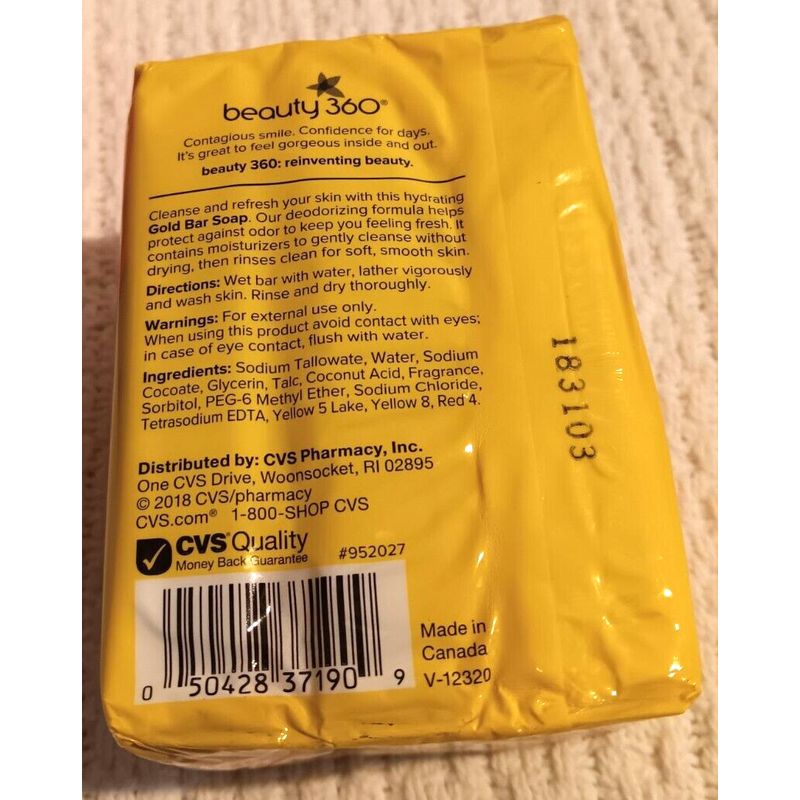 beauty 360®
Contagious smile. Confidence for days.
It's great to feel gorgeous inside and out.
beauty 360: reinventing beauty.
Cleanse and refresh your skin with this hydrating
Gold Bar Soap. Our deodorizing formula helps
protect against odor to keep you feeling fresh. It
contains moisturizers to gently cleanse without
drying, then rinses clean for soft, smooth skin.
Directions: Wet bar with water, lather vigorously
and wash skin. Rinse and dry thoroughly.
Warnings: For external use only.
When using this product avoid contact with eyes;
in case of eye contact, flush with water.
Ingredients: Sodium Tallowate, Water, Sodium
Cocoate, Glycerin, Talc, Coconut Acid, Fragrance,
Sorbitol, PEG-6 Methyl Ether, Sodium Chloride,
Tetrasodium EDTA, Yellow 5 Lake, Yellow 8, Red 4.
Distributed by: CVS Pharmacy, Inc.
One CVS Drive, Woonsocket, RI 02895
© 2018 CVS/pharmacy
CVS.com® 1-800-SHOP CVS
CVS Quality
Money Back Guarantee
#952027
0 50428 37190 9
Made in
Canada
V-12320
183103